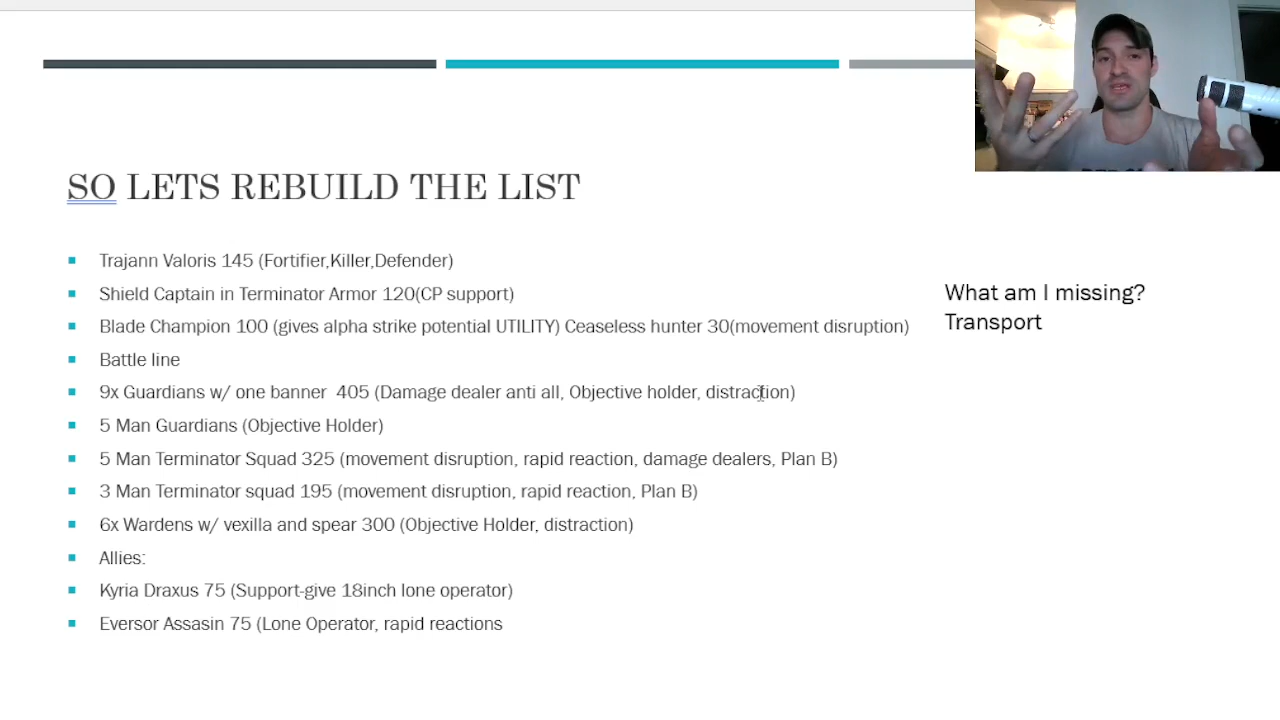 SO LETS REBUILD THE LIST
Trajann Valoris 145 (Fortifier,Killer,Defender)
Shield Captain in Terminator Armor 120(CP support)
Blade Champion 100 (gives alpha strike potential UTILITY) Ceaseless hunter 30(movement disruption)
Battle line
9x Guardians w/ one banner 405 (Damage dealer anti all, Objective holder, distraction)
5 Man Guardians (Objective Holder)
5 Man Terminator Squad 325 (movement disruption, rapid reaction, damage dealers, Plan B)
3 Man Terminator squad 195 (movement disruption, rapid reaction, Plan B)
6x Wardens w/ vexilla and spear 300 (Objective Holder, distraction)
Allies:
Kyria Draxus 75 (Support-give 18inch lone operator)
Eversor Assasin 75 (Lone Operator, rapid reactions
What am I missing?
Transport